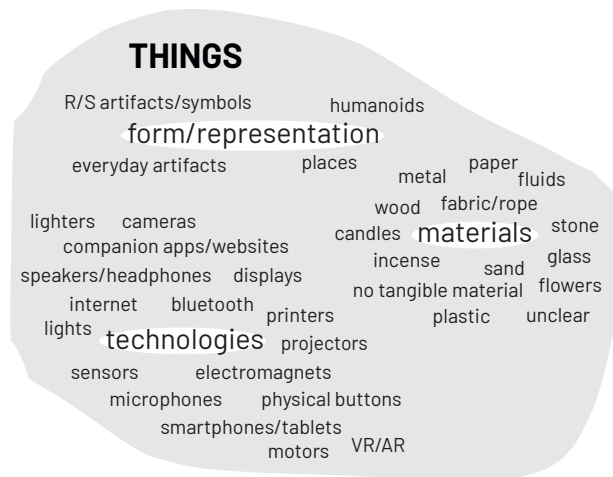 THINGS
R/S artifacts/symbols
humanoids
form/representation
everyday artifacts
places
metal
paper
fluids
wood
fabric/rope
candles
materials
stone
incense
sand
glass
no tangible material
flowers
plastic
unclear
lighters
cameras
companion apps/websites
speakers/headphones
displays
internet
bluetooth
printers
lights
technologies
projectors
sensors
electromagnets
microphones
physical buttons
smartphones/tablets
motors
VR/AR